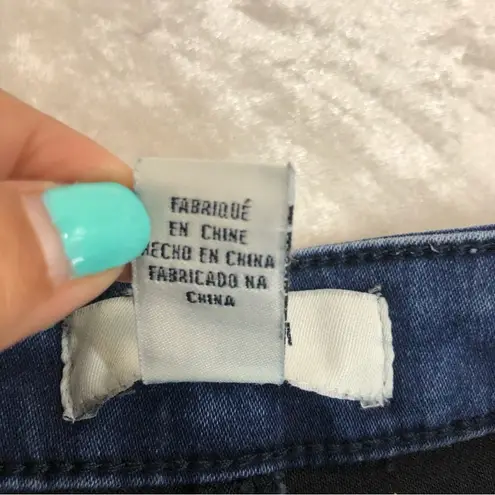 FABRIQUÉ
EN CHINE
HECHO EN CHINA
FABRICADO NA
CHINA